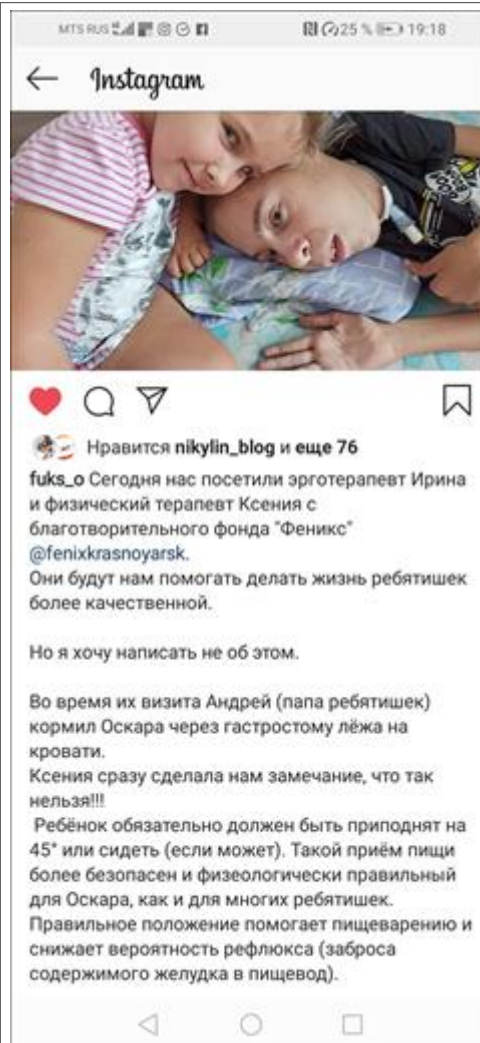 MTS RUS 25 % 19:18
Instagram
Нравится nikylin_blog и еще 76
fuks_o Сегодня нас посетили эрготерапевт Ирина
и физический терапевт Ксения с
благотворительного фонда "Феникс"
@fenixkrasnoyarsk.
Они будут нам помогать делать жизнь ребятишек
более качественной.
Но я хочу написать не об этом.
Во время их визита Андрей (папа ребятишек)
кормил Оскара через гастростому лёжа на
кровати.
Ксения сразу сделала нам замечание, что так
нельзя!!!
Ребёнок обязательно должен быть приподнят на
45° или сидеть (если может). Такой приём пищи
более безопасен и физеологически правильный
для Оскара, как и для многих ребятишек.
Правильное положение помогает пищеварению и
снижает вероятность рефлюкса (заброса
содержимого желудка в пищевод).